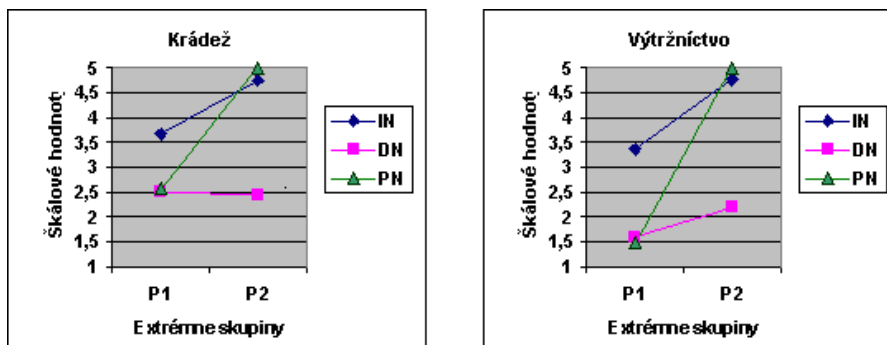 Krádež
Škálové hodnoty
5
4,5
4
3,5
3
2,5
2
1,5
1
P1 P2
Extrémne skupiny
IN
DN
PN
Výtržníctvo
Škálové hodnoty
5
4,5
4
3,5
3
2,5
2
1,5
1
P1 P2
Extrémne skupiny
IN
DN
PN